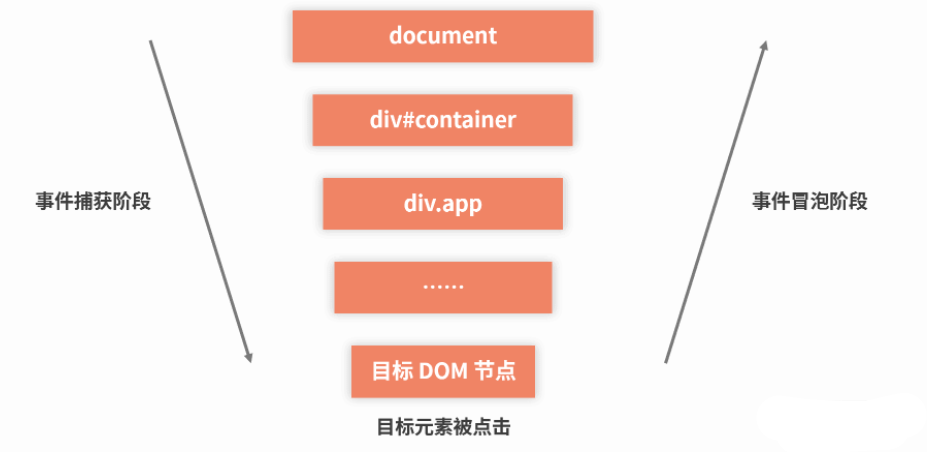 document
div#container
div.app
事件捕获阶段
事件冒泡阶段
······
目标 DOM 节点
目标元素被点击